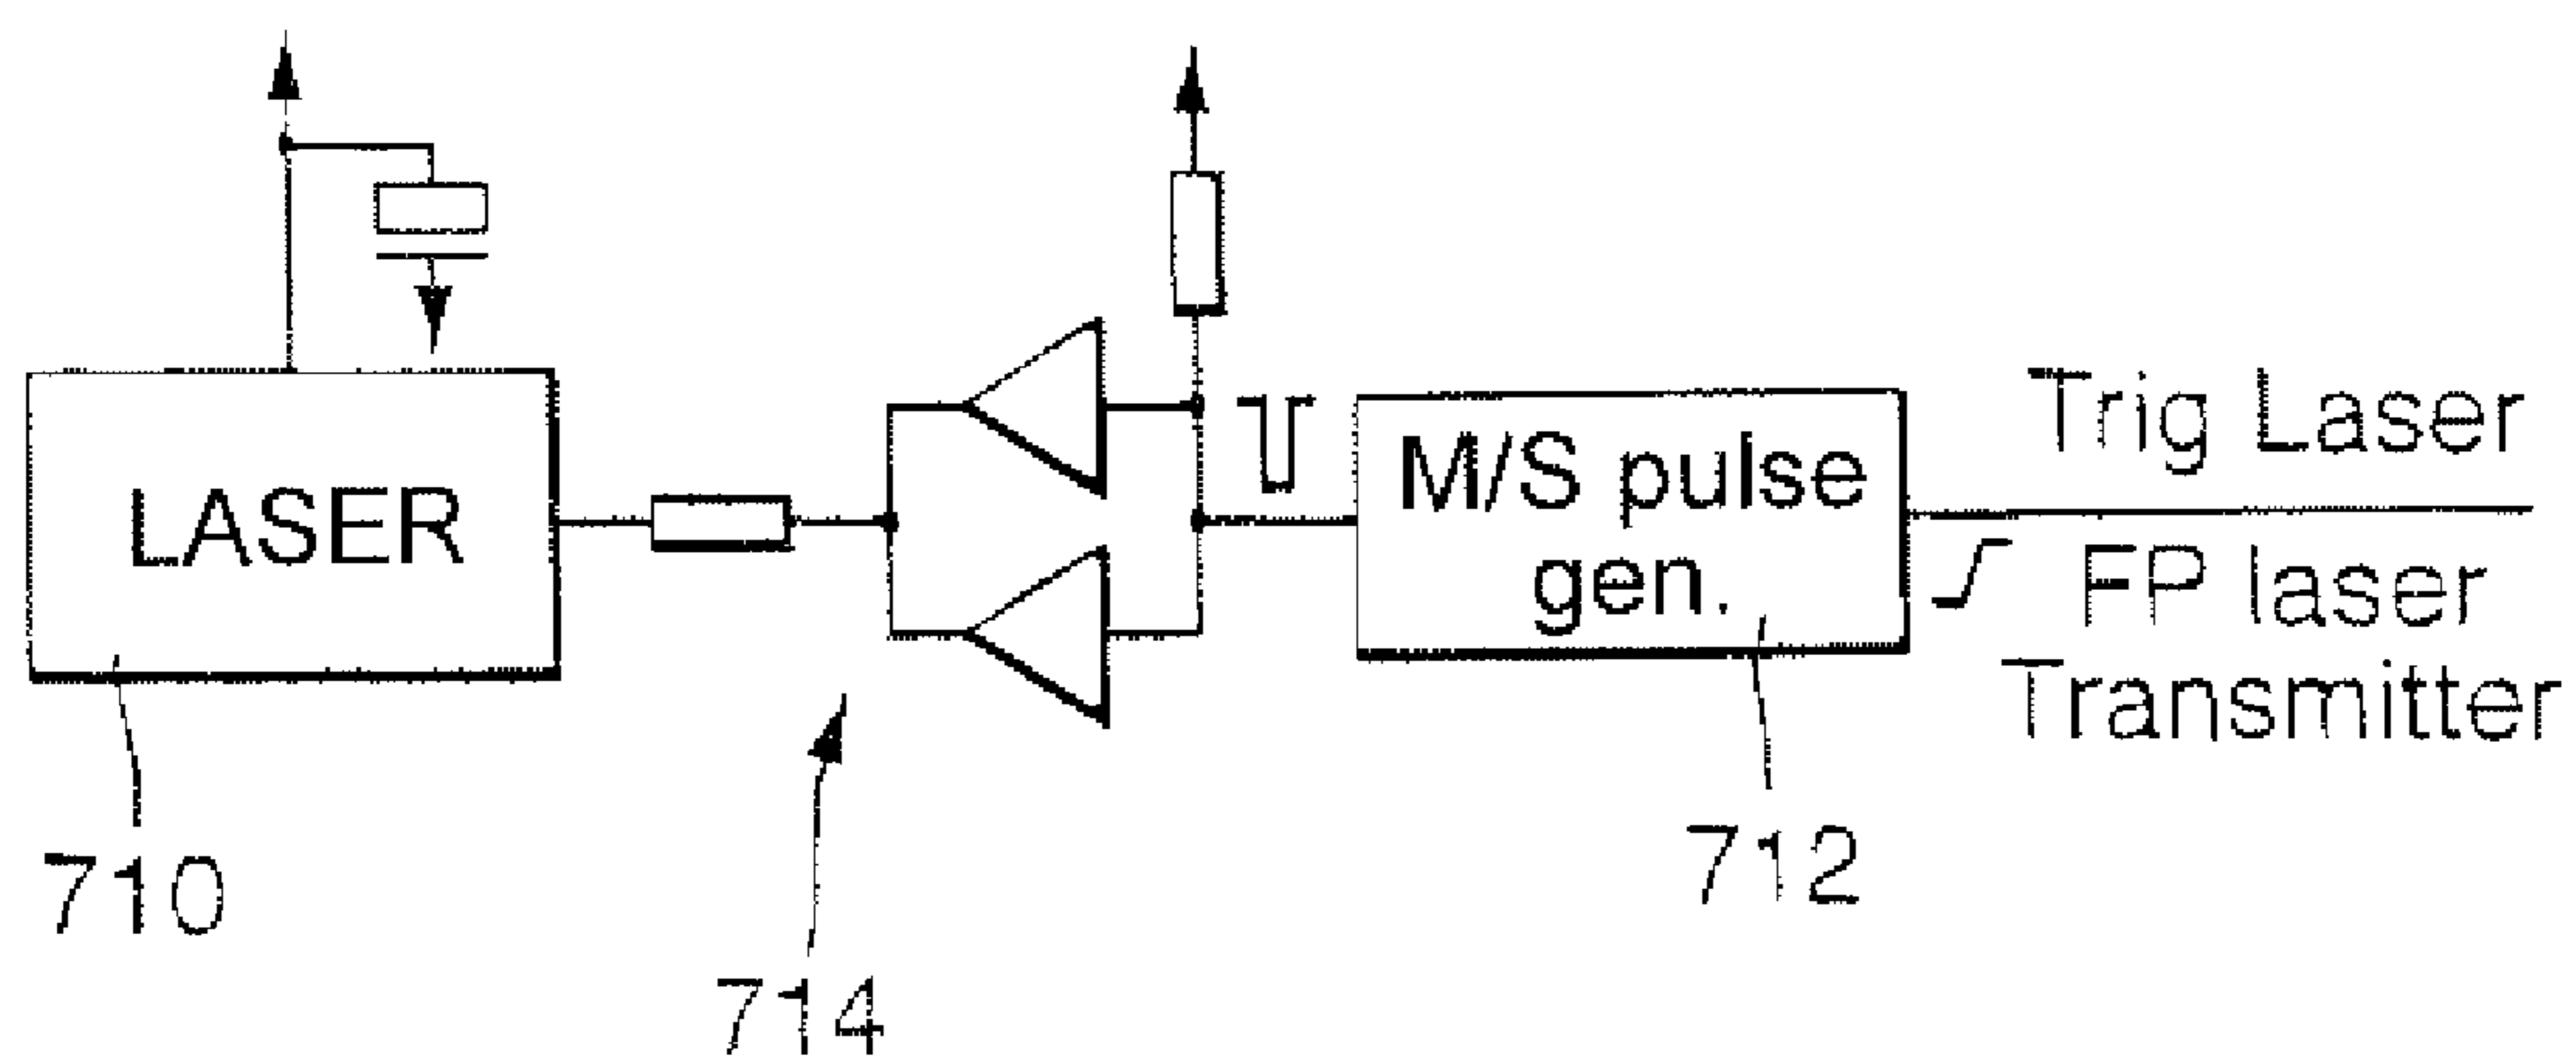 LASER
M/S pulse
gen.
Trig Laser
FP laser
Transmitter
710
714
712